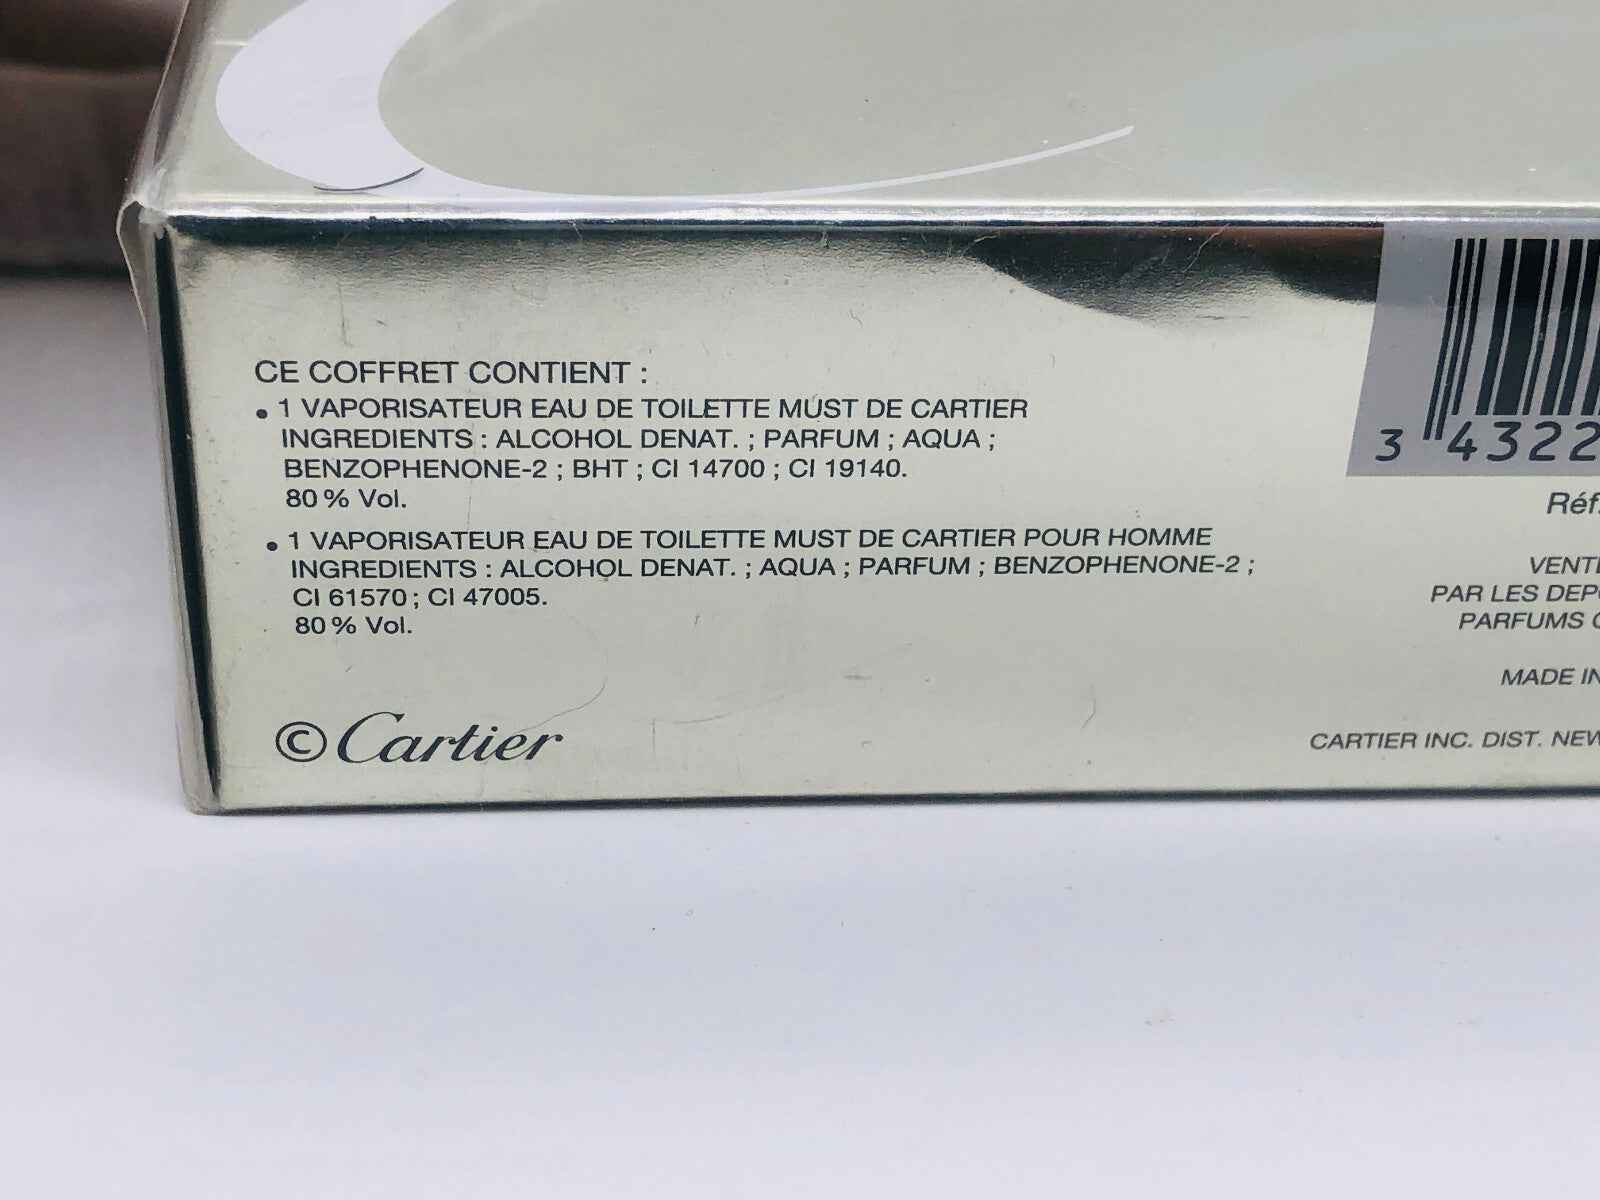 CE COFFRET CONTIENT :
• 1 VAPORISATEUR EAU DE TOILETTE MUST DE CARTIER
INGREDIENTS : ALCOHOL DENAT. ; PARFUM ; AQUA ;
BENZOPHENONE-2 ; BHT ; CI 14700 ; CI 19140.
80 % Vol.
• 1 VAPORISATEUR EAU DE TOILETTE MUST DE CARTIER POUR HOMME
INGREDIENTS : ALCOHOL DENAT. ; AQUA ; PARFUM ; BENZOPHENONE-2 ;
CI 61570 ; CI 47005.
80 % Vol.
© Cartier
3 4322
Réf.
PAR LES
PARFUMS
MADE IN
CARTIER INC. DIST. NEW